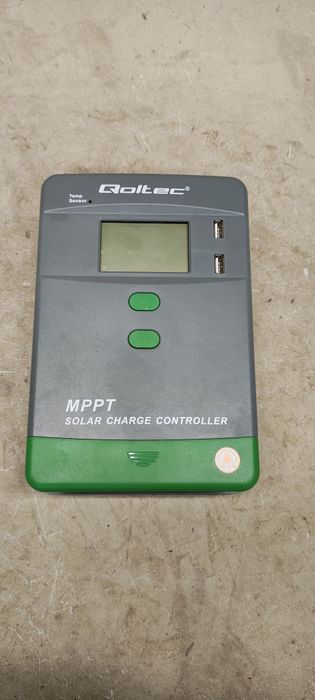 Temp
Sensor
Qoltec®
MPPT
SOLAR CHARGE CONTROLLER